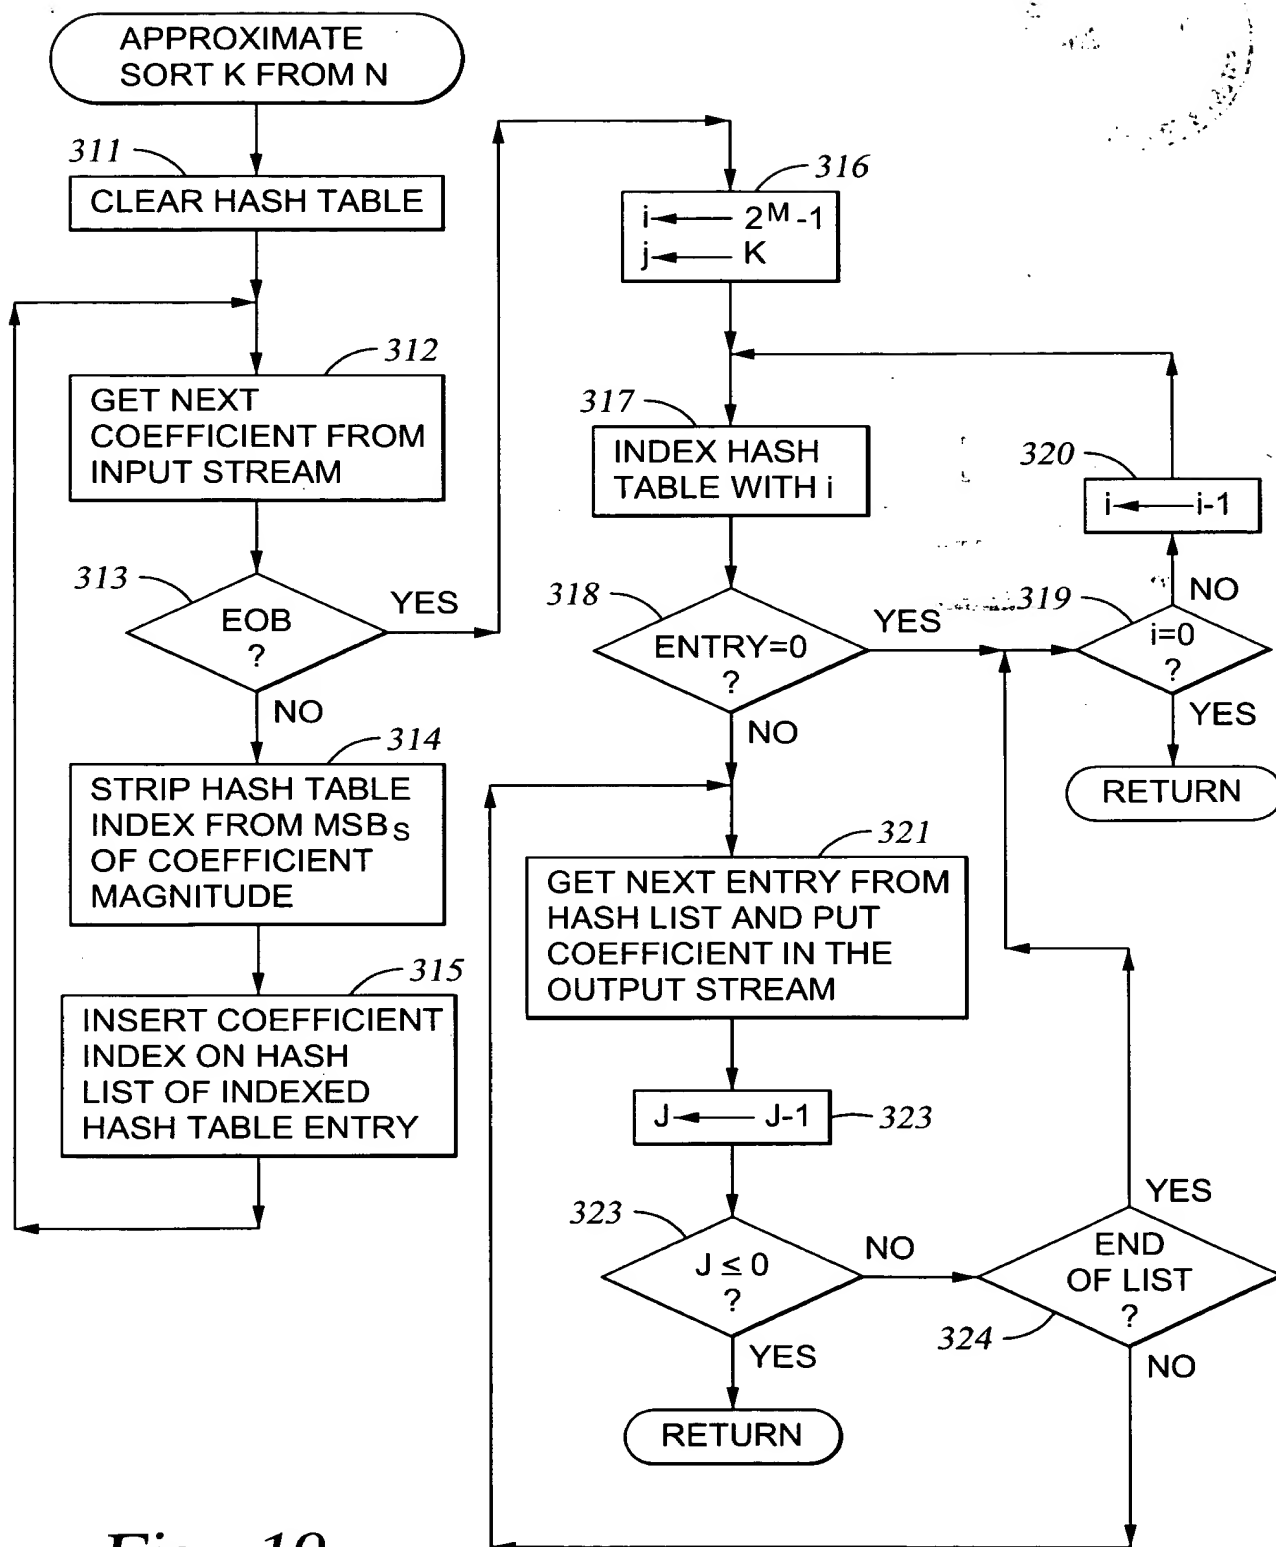 APPROXIMATE
SORT K FROM N
311
CLEAR HASH TABLE
312
GET NEXT
COEFFICIENT FROM
INPUT STREAM
313
EOB
?
YES
NO
314
STRIP HASH TABLE
INDEX FROM MSBS
OF COEFFICIENT
MAGNITUDE
315
INSERT COEFFICIENT
INDEX ON HASH
LIST OF INDEXED
HASH TABLE ENTRY
316
i ← 2^M-1
j ← K
317
INDEX HASH
TABLE WITH i
318
ENTRY=0
?
YES
NO
319
i=0
?
NO
YES
320
i ← i-1
RETURN
321
GET NEXT ENTRY FROM
HASH LIST AND PUT
COEFFICIENT IN THE
OUTPUT STREAM
J ← J-1
323
323
J ≤ 0
?
NO
YES
RETURN
324
END
OF LIST
?
YES
NO